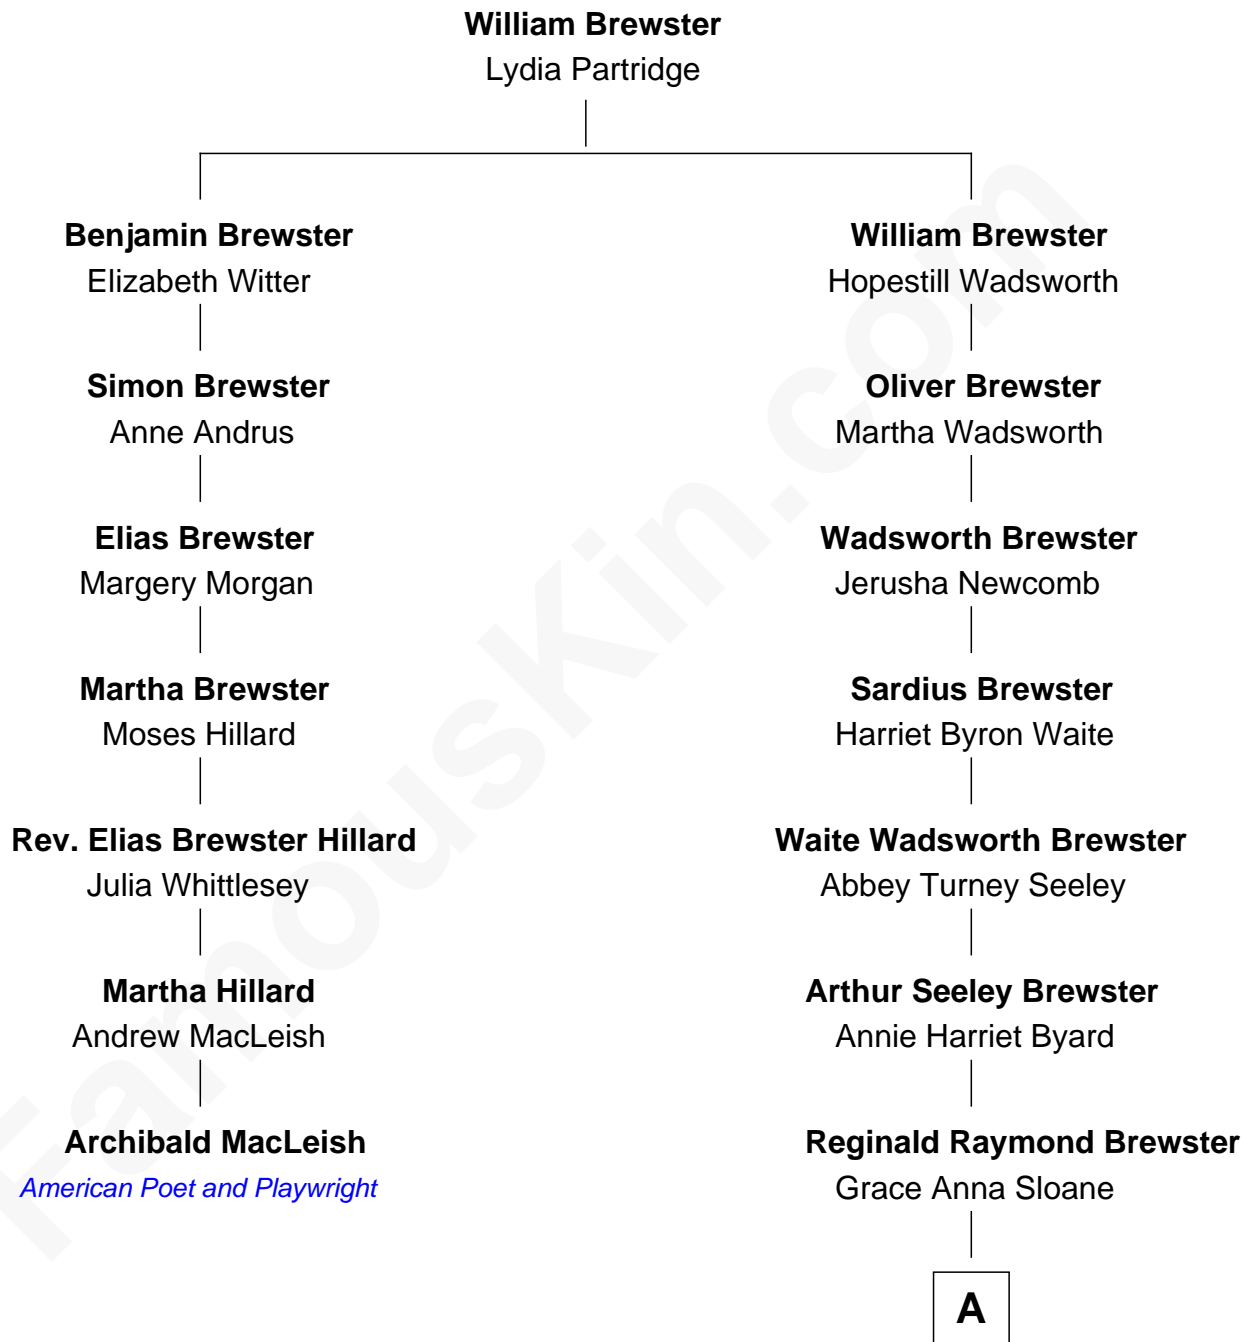 William Brewster
Lydia Partridge
Benjamin Brewster
Elizabeth Witter
William Brewster
Hopestill Wadsworth
Simon Brewster
Anne Andrus
Oliver Brewster
Martha Wadsworth
Elias Brewster
Margery Morgan
Wadsworth Brewster
Jerusha Newcomb
Martha Brewster
Moses Hillard
Sardius Brewster
Harriet Byron Waite
Rev. Elias Brewster Hillard
Julia Whittlesey
Waite Wadsworth Brewster
Abbey Turney Seeley
Martha Hillard
Andrew MacLeish
Arthur Seeley Brewster
Annie Harriet Byard
Archibald MacLeish
American Poet and Playwright
Reginald Raymond Brewster
Grace Anna Sloane
A
FamousKin.com